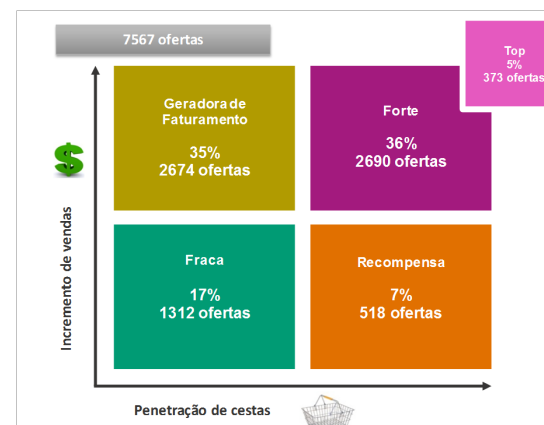 7567 ofertas
Top
5%
373 ofertas
Geradora de
Faturamento
35%
2674 ofertas
Forte
36%
2690 ofertas
Fraca
17%
1312 ofertas
Recompensa
7%
518 ofertas
Incremento de vendas
Penetração de cestas
$